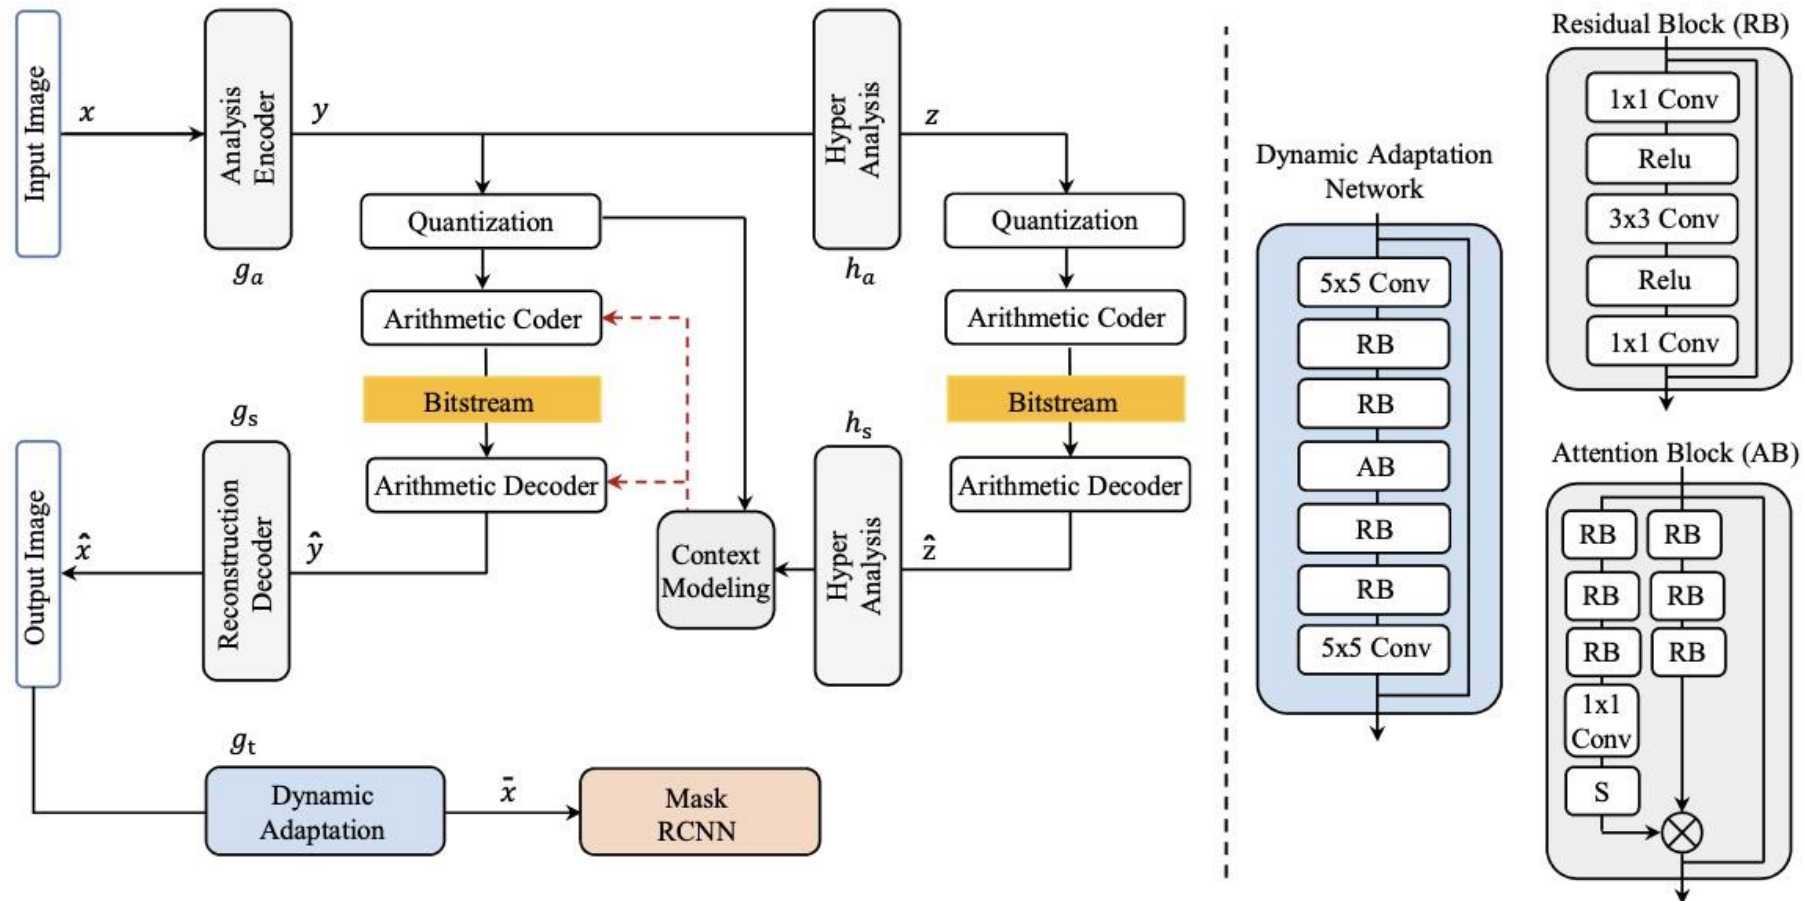 Input Image
x
Analysis
Encoder
g_a
y
Quantization
Arithmetic Coder
Bitstream
Arithmetic Decoder
Hyper
Analysis
h_a
z
Quantization
Arithmetic Coder
Bitstream
Arithmetic Decoder
ẑ
h_s
Hyper
Analysis
Context
Modeling
ŷ
g_s
Reconstruction
Decoder
x̂
Output Image
g_t
Dynamic
Adaptation
x̄
Mask
RCNN
Dynamic Adaptation
Network
5x5 Conv
RB
RB
AB
RB
RB
5x5 Conv
Residual Block (RB)
1x1 Conv
Relu
3x3 Conv
Relu
1x1 Conv
Attention Block (AB)
RB RB
RB RB
RB RB
1x1
Conv
S